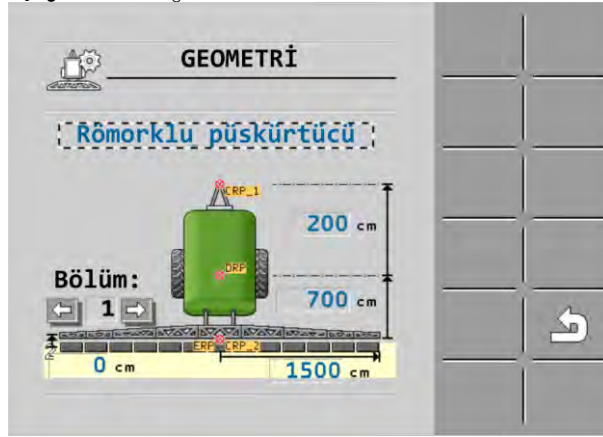 GEOMETRİ
Römorklu püskürtücü
CRP_1
200 cm
DRP
Bölüm:
700 cm
1
ERP CRP_2
0 cm
1500 cm